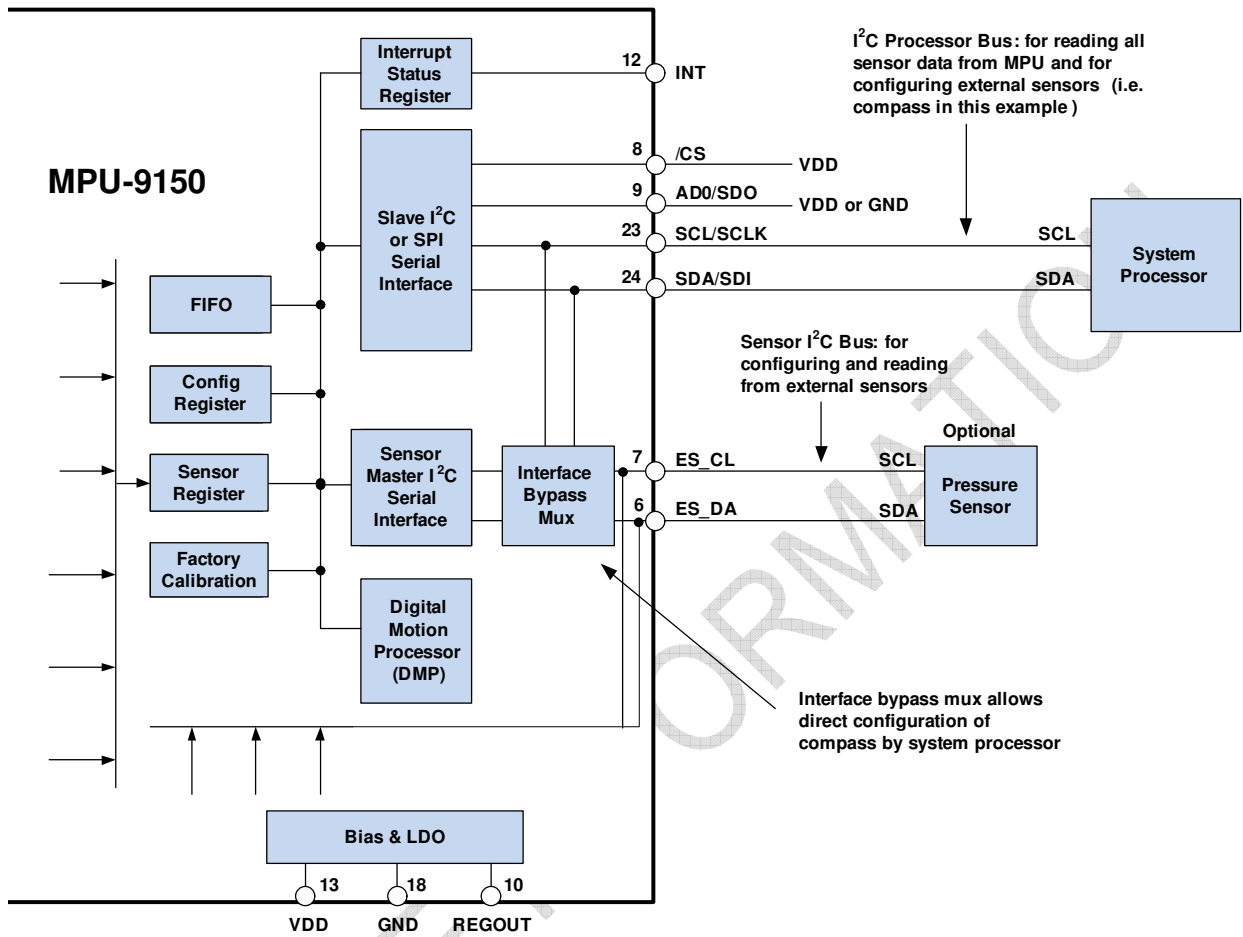 MPU-9150
Interrupt
Status
Register
12
INT
I²C Processor Bus: for reading all
sensor data from MPU and for
configuring external sensors (i.e.
compass in this example )
Slave I²C
or SPI
Serial
Interface
8
/CS
VDD
9
AD0/SDO
VDD or GND
23
SCL/SCLK
SCL
24
SDA/SDI
SDA
System
Processor
FIFO
Config
Register
Sensor
Register
Factory
Calibration
Sensor I²C Bus: for
configuring and reading
from external sensors
Sensor
Master I²C
Serial
Interface
Interface
Bypass
Mux
7
ES_CL
SCL
6
ES_DA
SDA
Optional
Pressure
Sensor
Digital
Motion
Processor
(DMP)
Interface bypass mux allows
direct configuration of
compass by system processor
Bias & LDO
13
18
10
VDD
GND
REGOUT
ORMATION